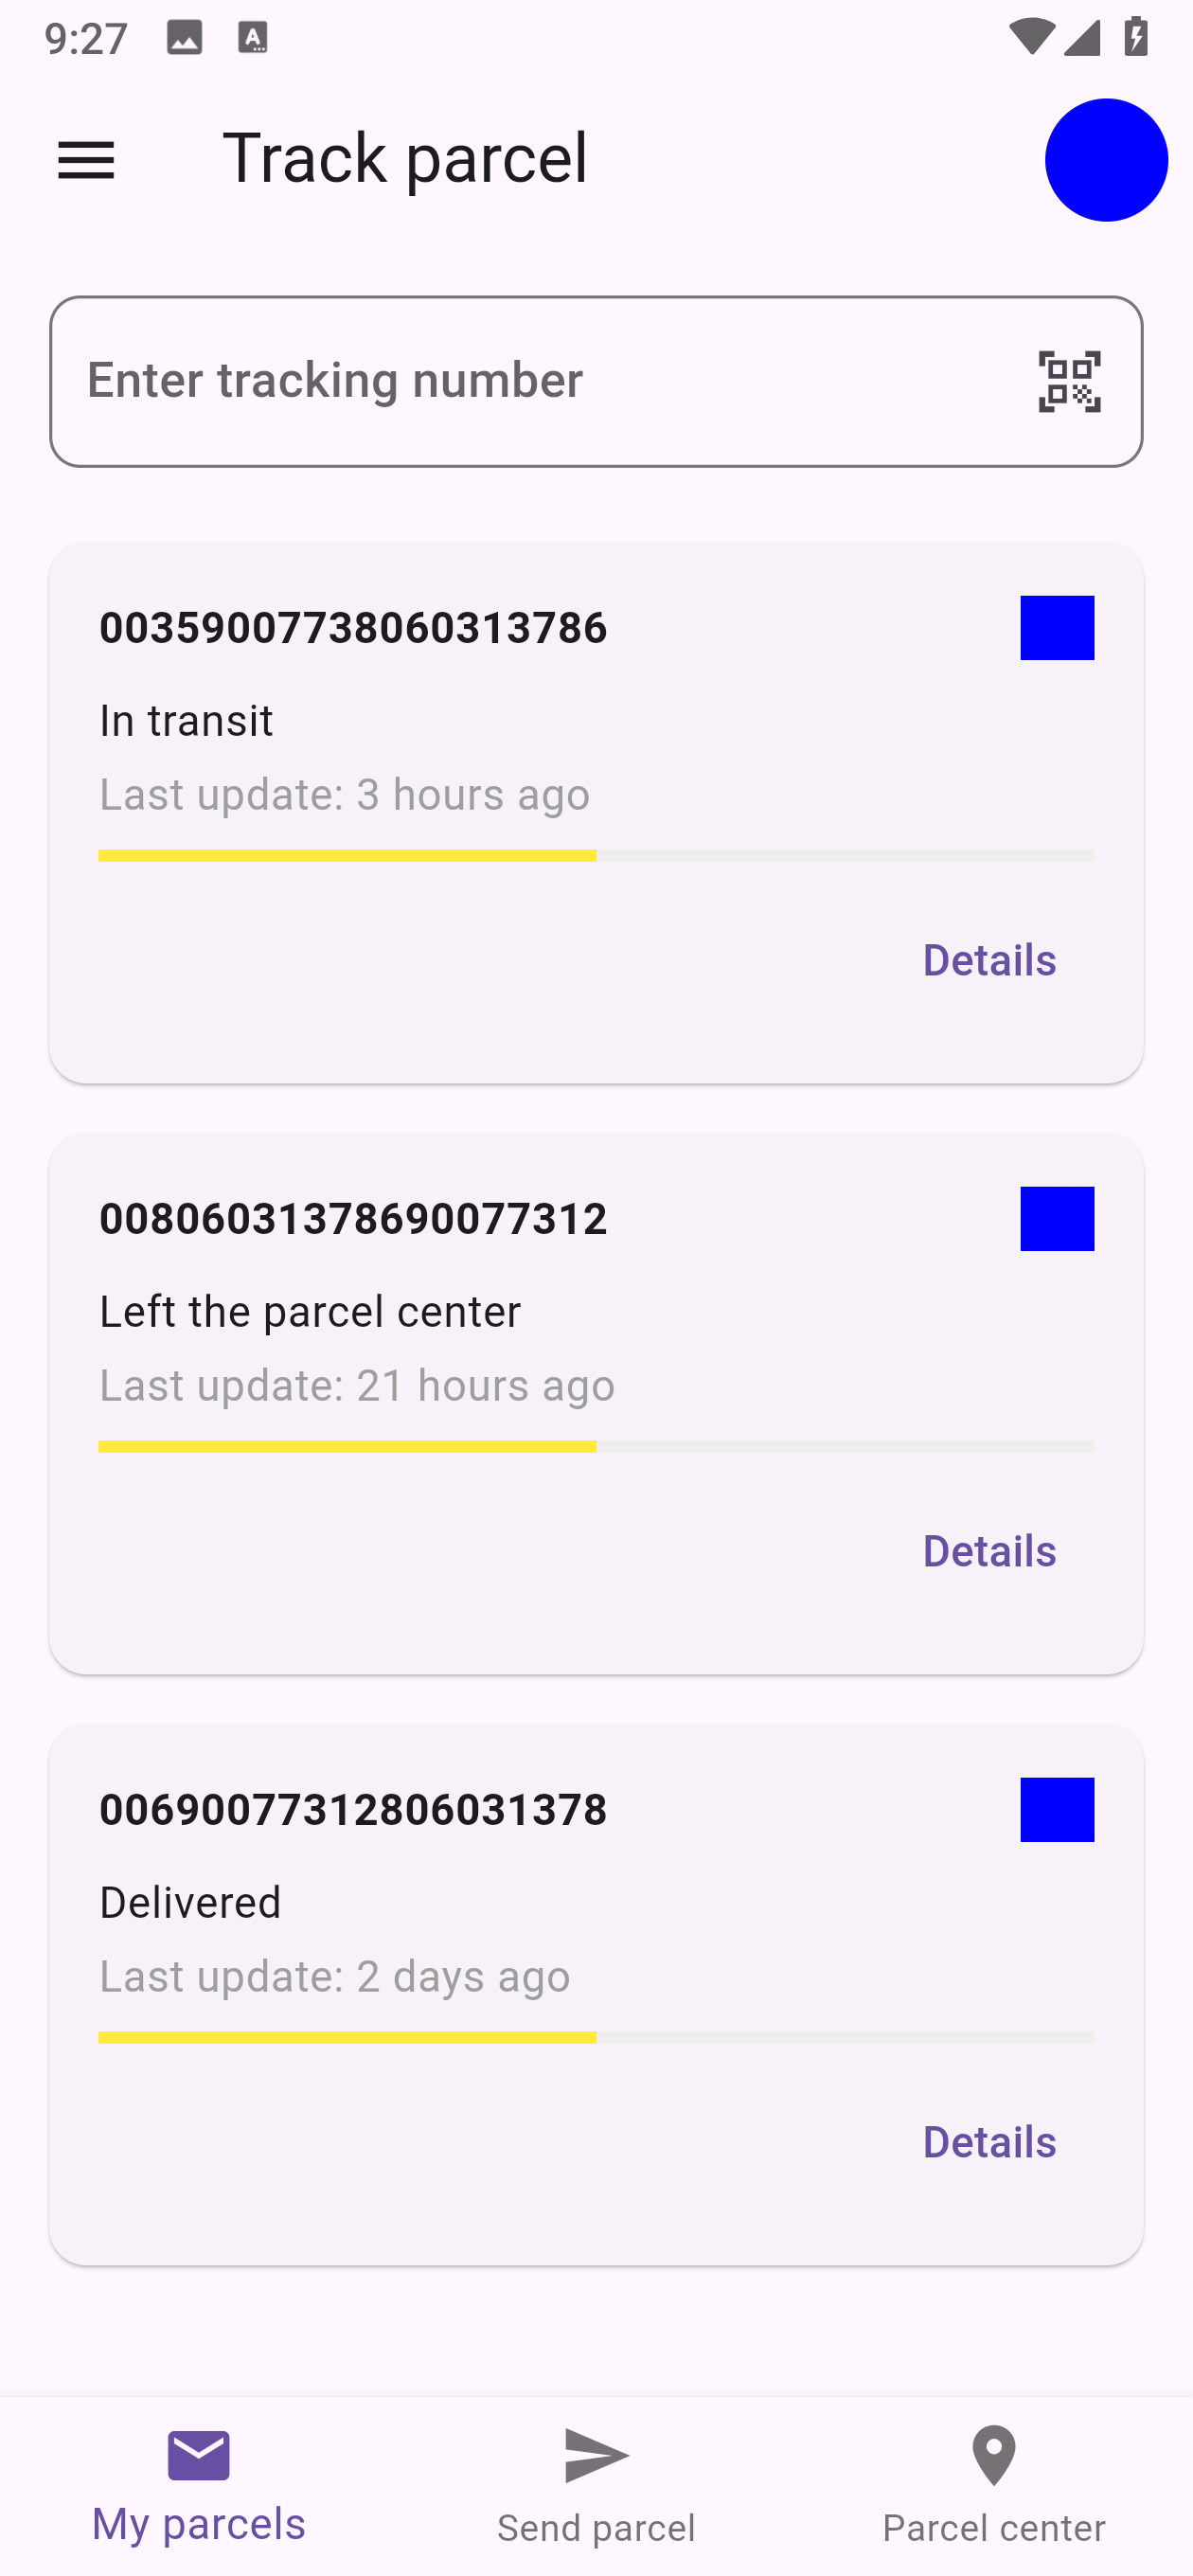 9:27
Track parcel
Enter tracking number
00359007738060313786
In transit
Last update: 3 hours ago
Details
00806031378690077312
Left the parcel center
Last update: 21 hours ago
Details
00690077312806031378
Delivered
Last update: 2 days ago
Details
My parcels
Send parcel
Parcel center